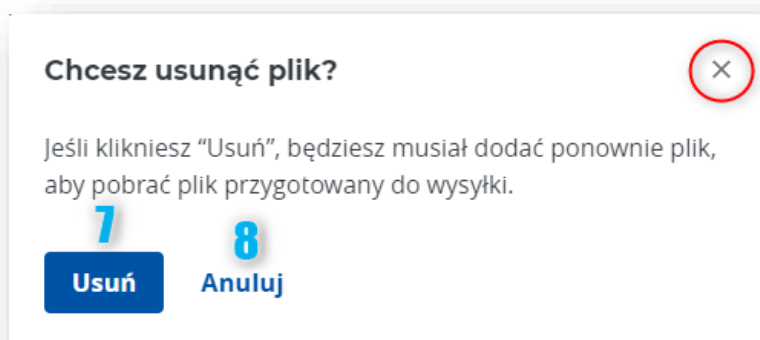 Chcesz usunąć plik?
Jeśli klikniesz “Usuń”, będziesz musiał dodać ponownie plik,
aby pobrać plik przygotowany do wysyłki.
7 8
Usuń Anuluj